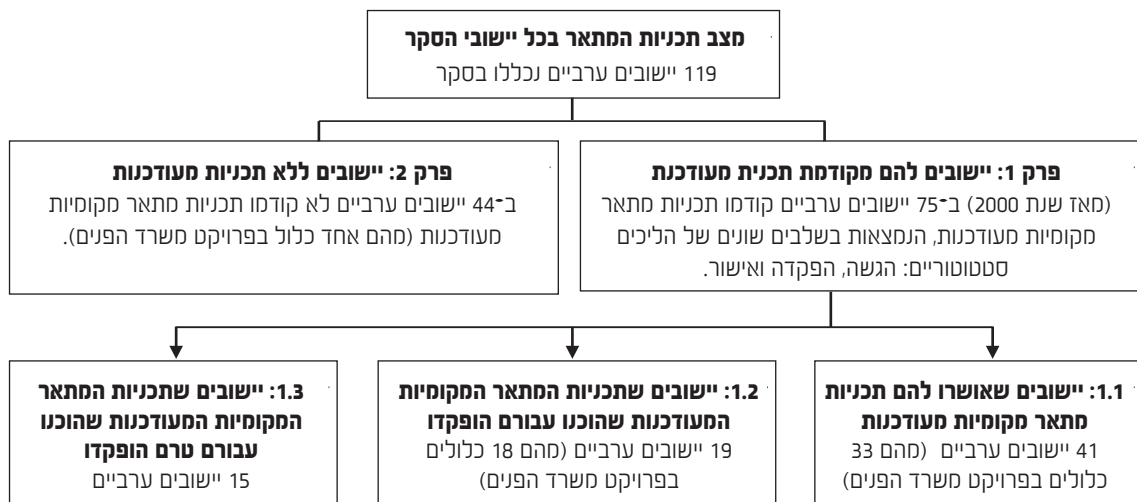 מצב תכניות המתאר בכל יישובי הסקר
119 יישובים ערביים נכללו בסקר
פרק 1: יישובים להם מקודמת תכנית מעודכנת
(מאז שנת 2000) ב-75 יישובים ערביים קודמו תכניות מתאר
מקומיות מעודכנות, הנמצאות בשלבים שונים של הליכים
סטטוטוריים: הגשה, הפקדה ואישור.
פרק 2: יישובים ללא תכניות מעודכנות
ב-44 יישובים ערביים לא קודמו תכניות מתאר מקומיות
מעודכנות (מהם אחד כלול בפרויקט משרד הפנים).
1.1: יישובים שאושרו להם תכניות
מתאר מקומיות מעודכנות
41 יישובים ערביים (מהם 33
כלולים בפרויקט משרד הפנים)
1.2: יישובים שתכניות המתאר המקומיות
המעודכנות שהוכנו עבורם הופקדו
19 יישובים ערביים (מהם 18 כלולים
בפרויקט משרד הפנים)
1.3: יישובים שתכניות המתאר
המקומיות המעודכנות שהוכנו
עבורם טרם הופקדו
15 יישובים ערביים